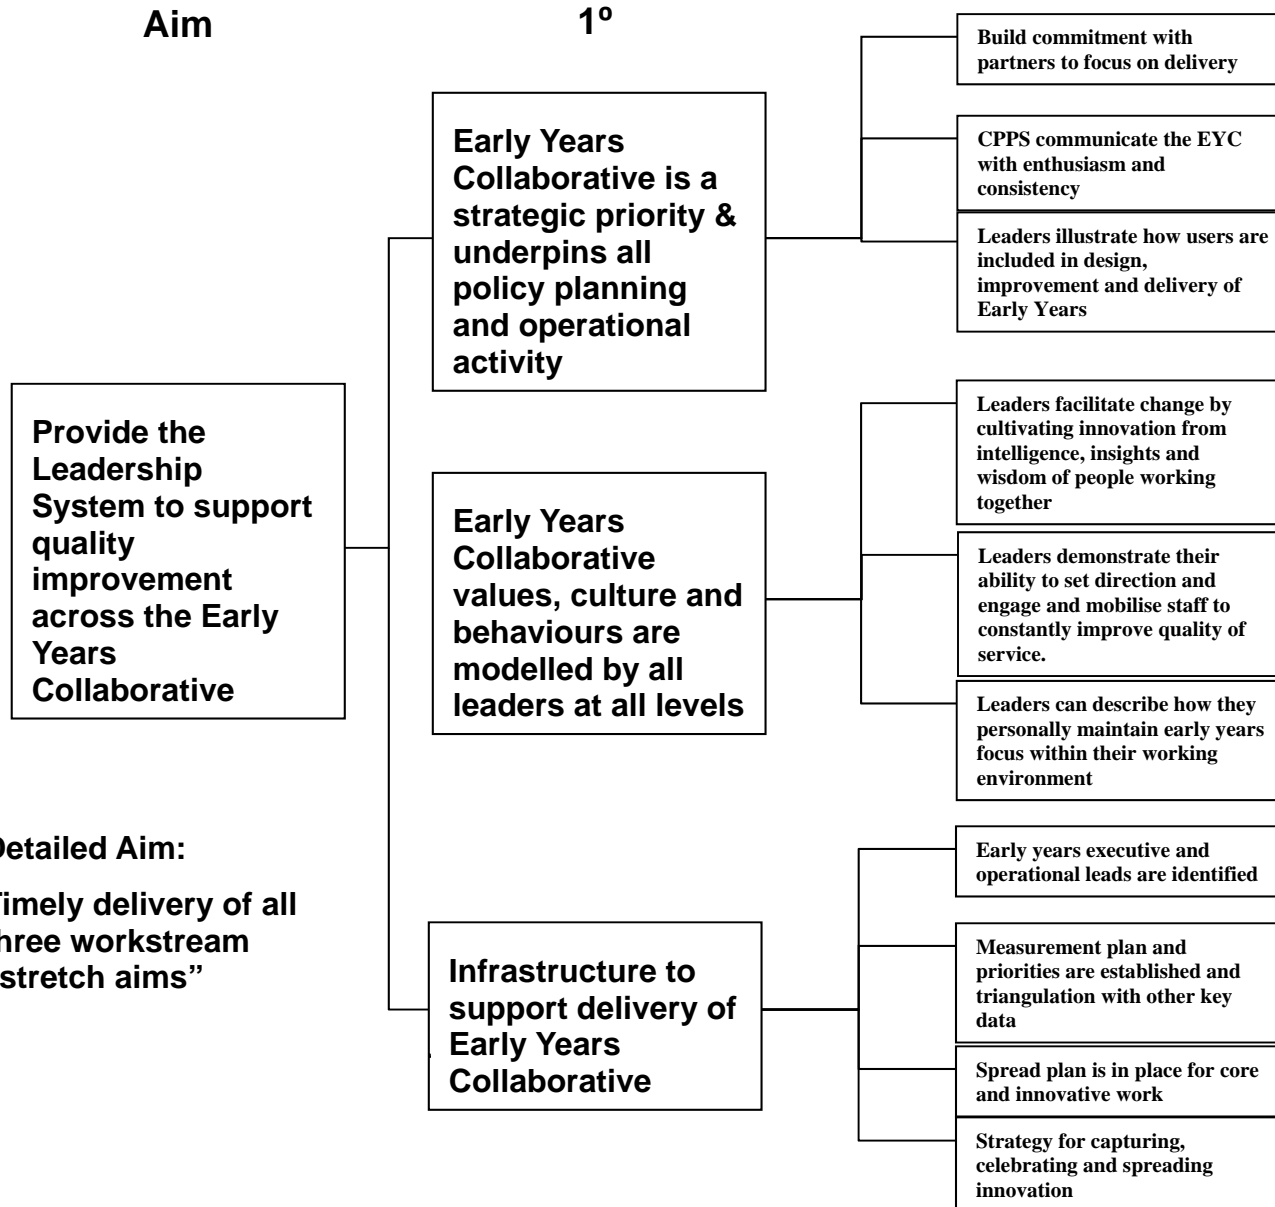 Aim
1º
Provide the
Leadership
System to support
quality
improvement
across the Early
Years
Collaborative
Detailed Aim:
Timely delivery of all
three workstream
stretch aims”
Early Years
Collaborative is a
strategic priority &
underpins all
policy planning
and operational
activity
Early Years
Collaborative
values, culture and
behaviours are
modelled by all
leaders at all levels
Infrastructure to
support delivery of
Early Years
Collaborative
Build commitment with
partners to focus on delivery
CPPS communicate the EYC
with enthusiasm and
consistency
Leaders illustrate how users are
included in design,
improvement and delivery of
Early Years
Leaders facilitate change by
cultivating innovation from
intelligence, insights and
wisdom of people working
together
Leaders demonstrate their
ability to set direction and
engage and mobilise staff to
constantly improve quality of
service.
Leaders can describe how they
personally maintain early years
focus within their working
environment
Early years executive and
operational leads are identified
Measurement plan and
priorities are established and
triangulation with other key
data
Spread plan is in place for core
and innovative work
Strategy for capturing,
celebrating and spreading
innovation